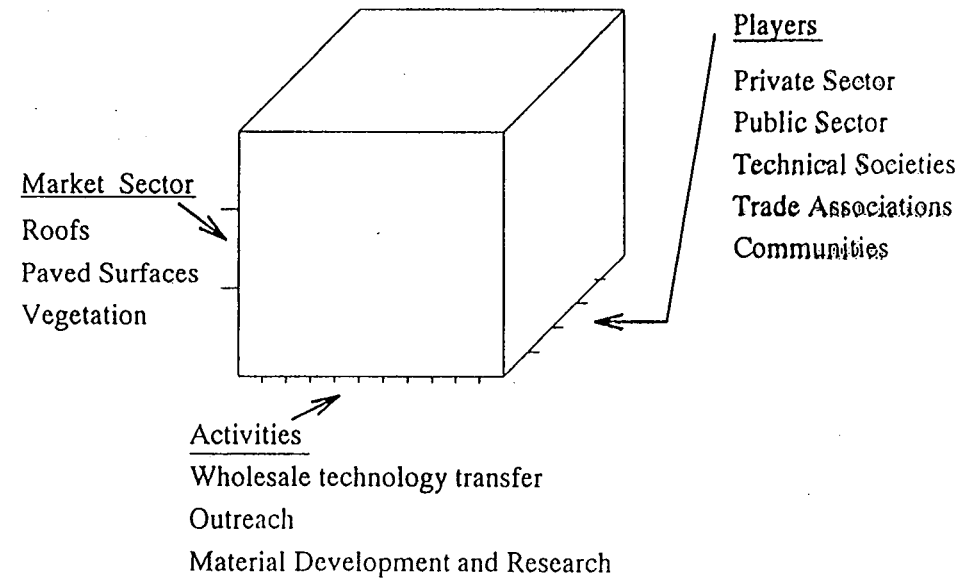 Players
Private Sector
Public Sector
Technical Societies
Trade Associations
Communities
Market Sector
Roofs
Paved Surfaces
Vegetation
Activities
Wholesale technology transfer
Outreach
Material Development and Research